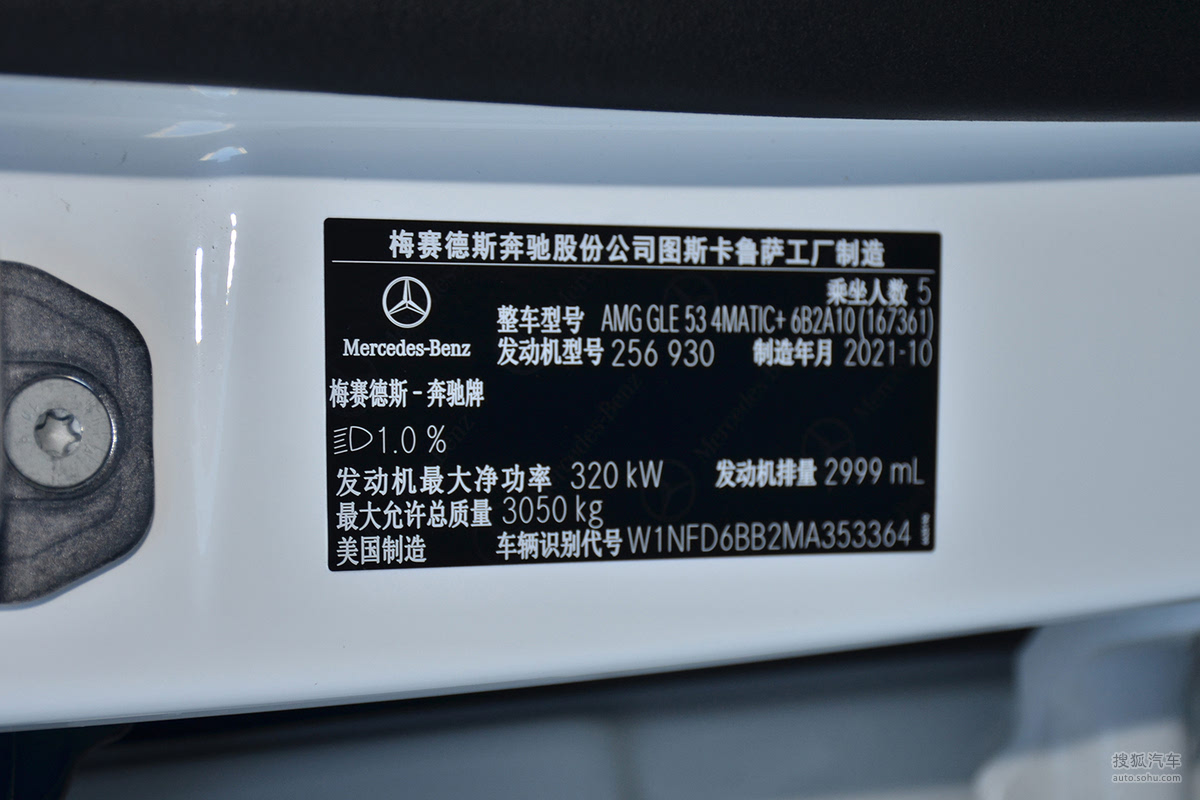 梅赛德斯奔驰股份公司图斯卡鲁萨工厂制造
乘坐人数 5
整车型号 AMG GLE 53 4MATIC+ 6B2A10 (167361)
Mercedes-Benz
发动机型号 256 930 制造年月 2021-10
梅赛德斯-奔驰牌
1.0 %
发动机最大净功率 320 kW 发动机排量 2999 mL
最大允许总质量 3050 kg
美国制造 车辆识别代号 W1NFD6BB2MA353364
搜狐汽车
auto.sohu.com